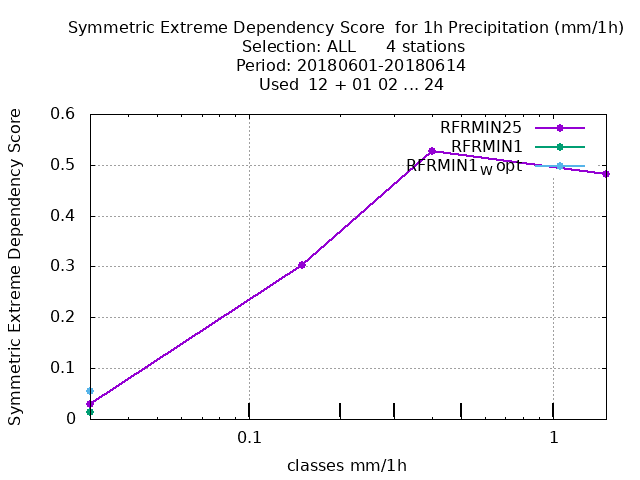 Symmetric Extreme Dependency Score  for 1h Precipitation (mm/1h)
Selection: ALL      4 stations
Period: 20180601-20180614
Used  12 + 01 02 ... 24
Symmetric Extreme Dependency Score
0.6
0.5
0.4
0.3
0.2
0.1
0
RFRMIN25
RFRMIN1
RFRMIN1w opt
0.1
1
classes mm/1h